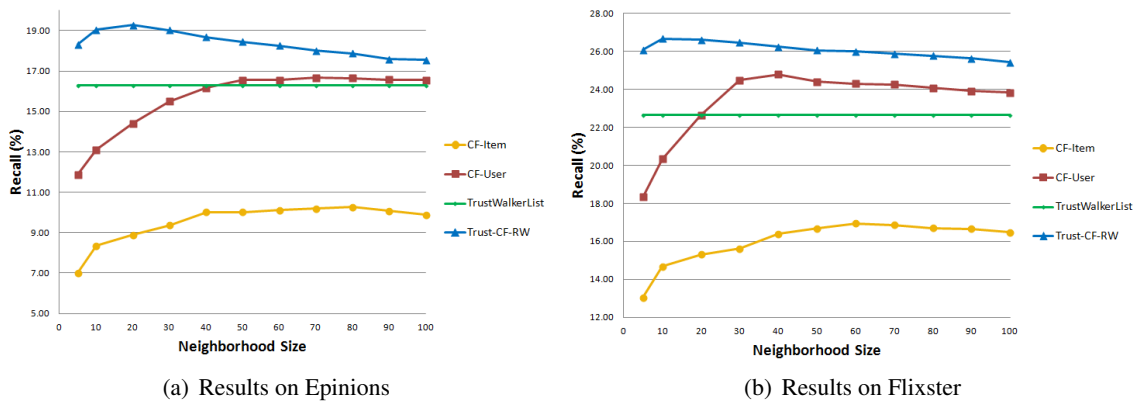 19.00
17.00
15.00
13.00
11.00
9.00
7.00
5.00
Recall (%)
0 10 20 30 40 50 60 70 80 90 100
Neighborhood Size
CF-Item
CF-User
TrustWalkerList
Trust-CF-RW
(a) Results on Epinions
28.00
26.00
24.00
22.00
20.00
18.00
16.00
14.00
12.00
Recall (%)
0 10 20 30 40 50 60 70 80 90 100
Neighborhood Size
CF-Item
CF-User
TrustWalkerList
Trust-CF-RW
(b) Results on Flixster